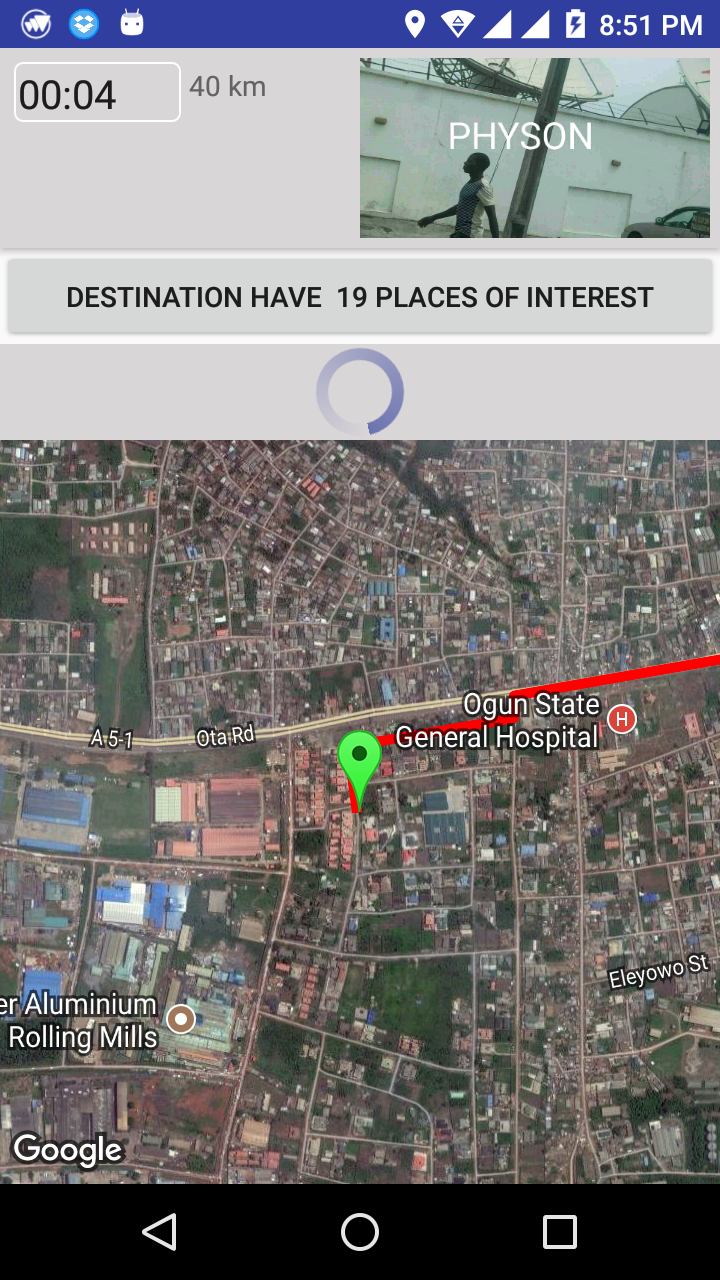 8:51 PM
00:04
40 km
PHYSON
DESTINATION HAVE 19 PLACES OF INTEREST
Ogun State
General Hospital
A 5-1
Ota Rd
Eleyowo St
er Aluminium
Rolling Mills
Google
H